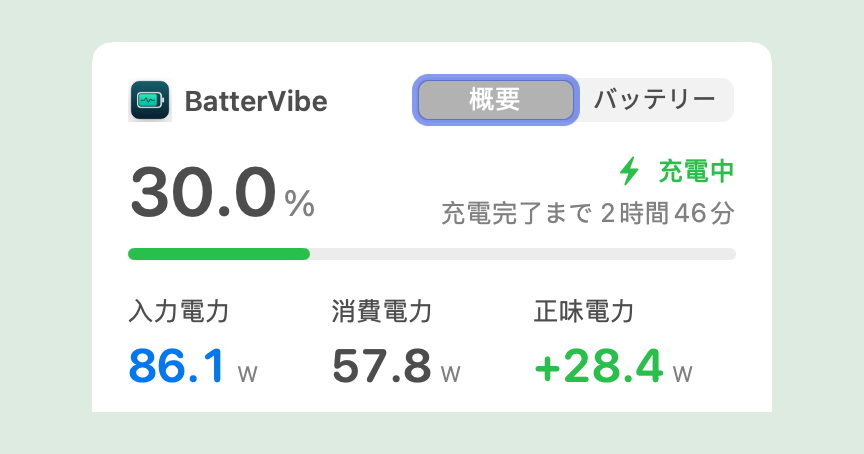 BatterVibe
概要 バッテリー
30.0 %
充電中
充電完了まで 2時間46分
入力電力 消費電力 正味電力
86.1 W 57.8 W +28.4 W